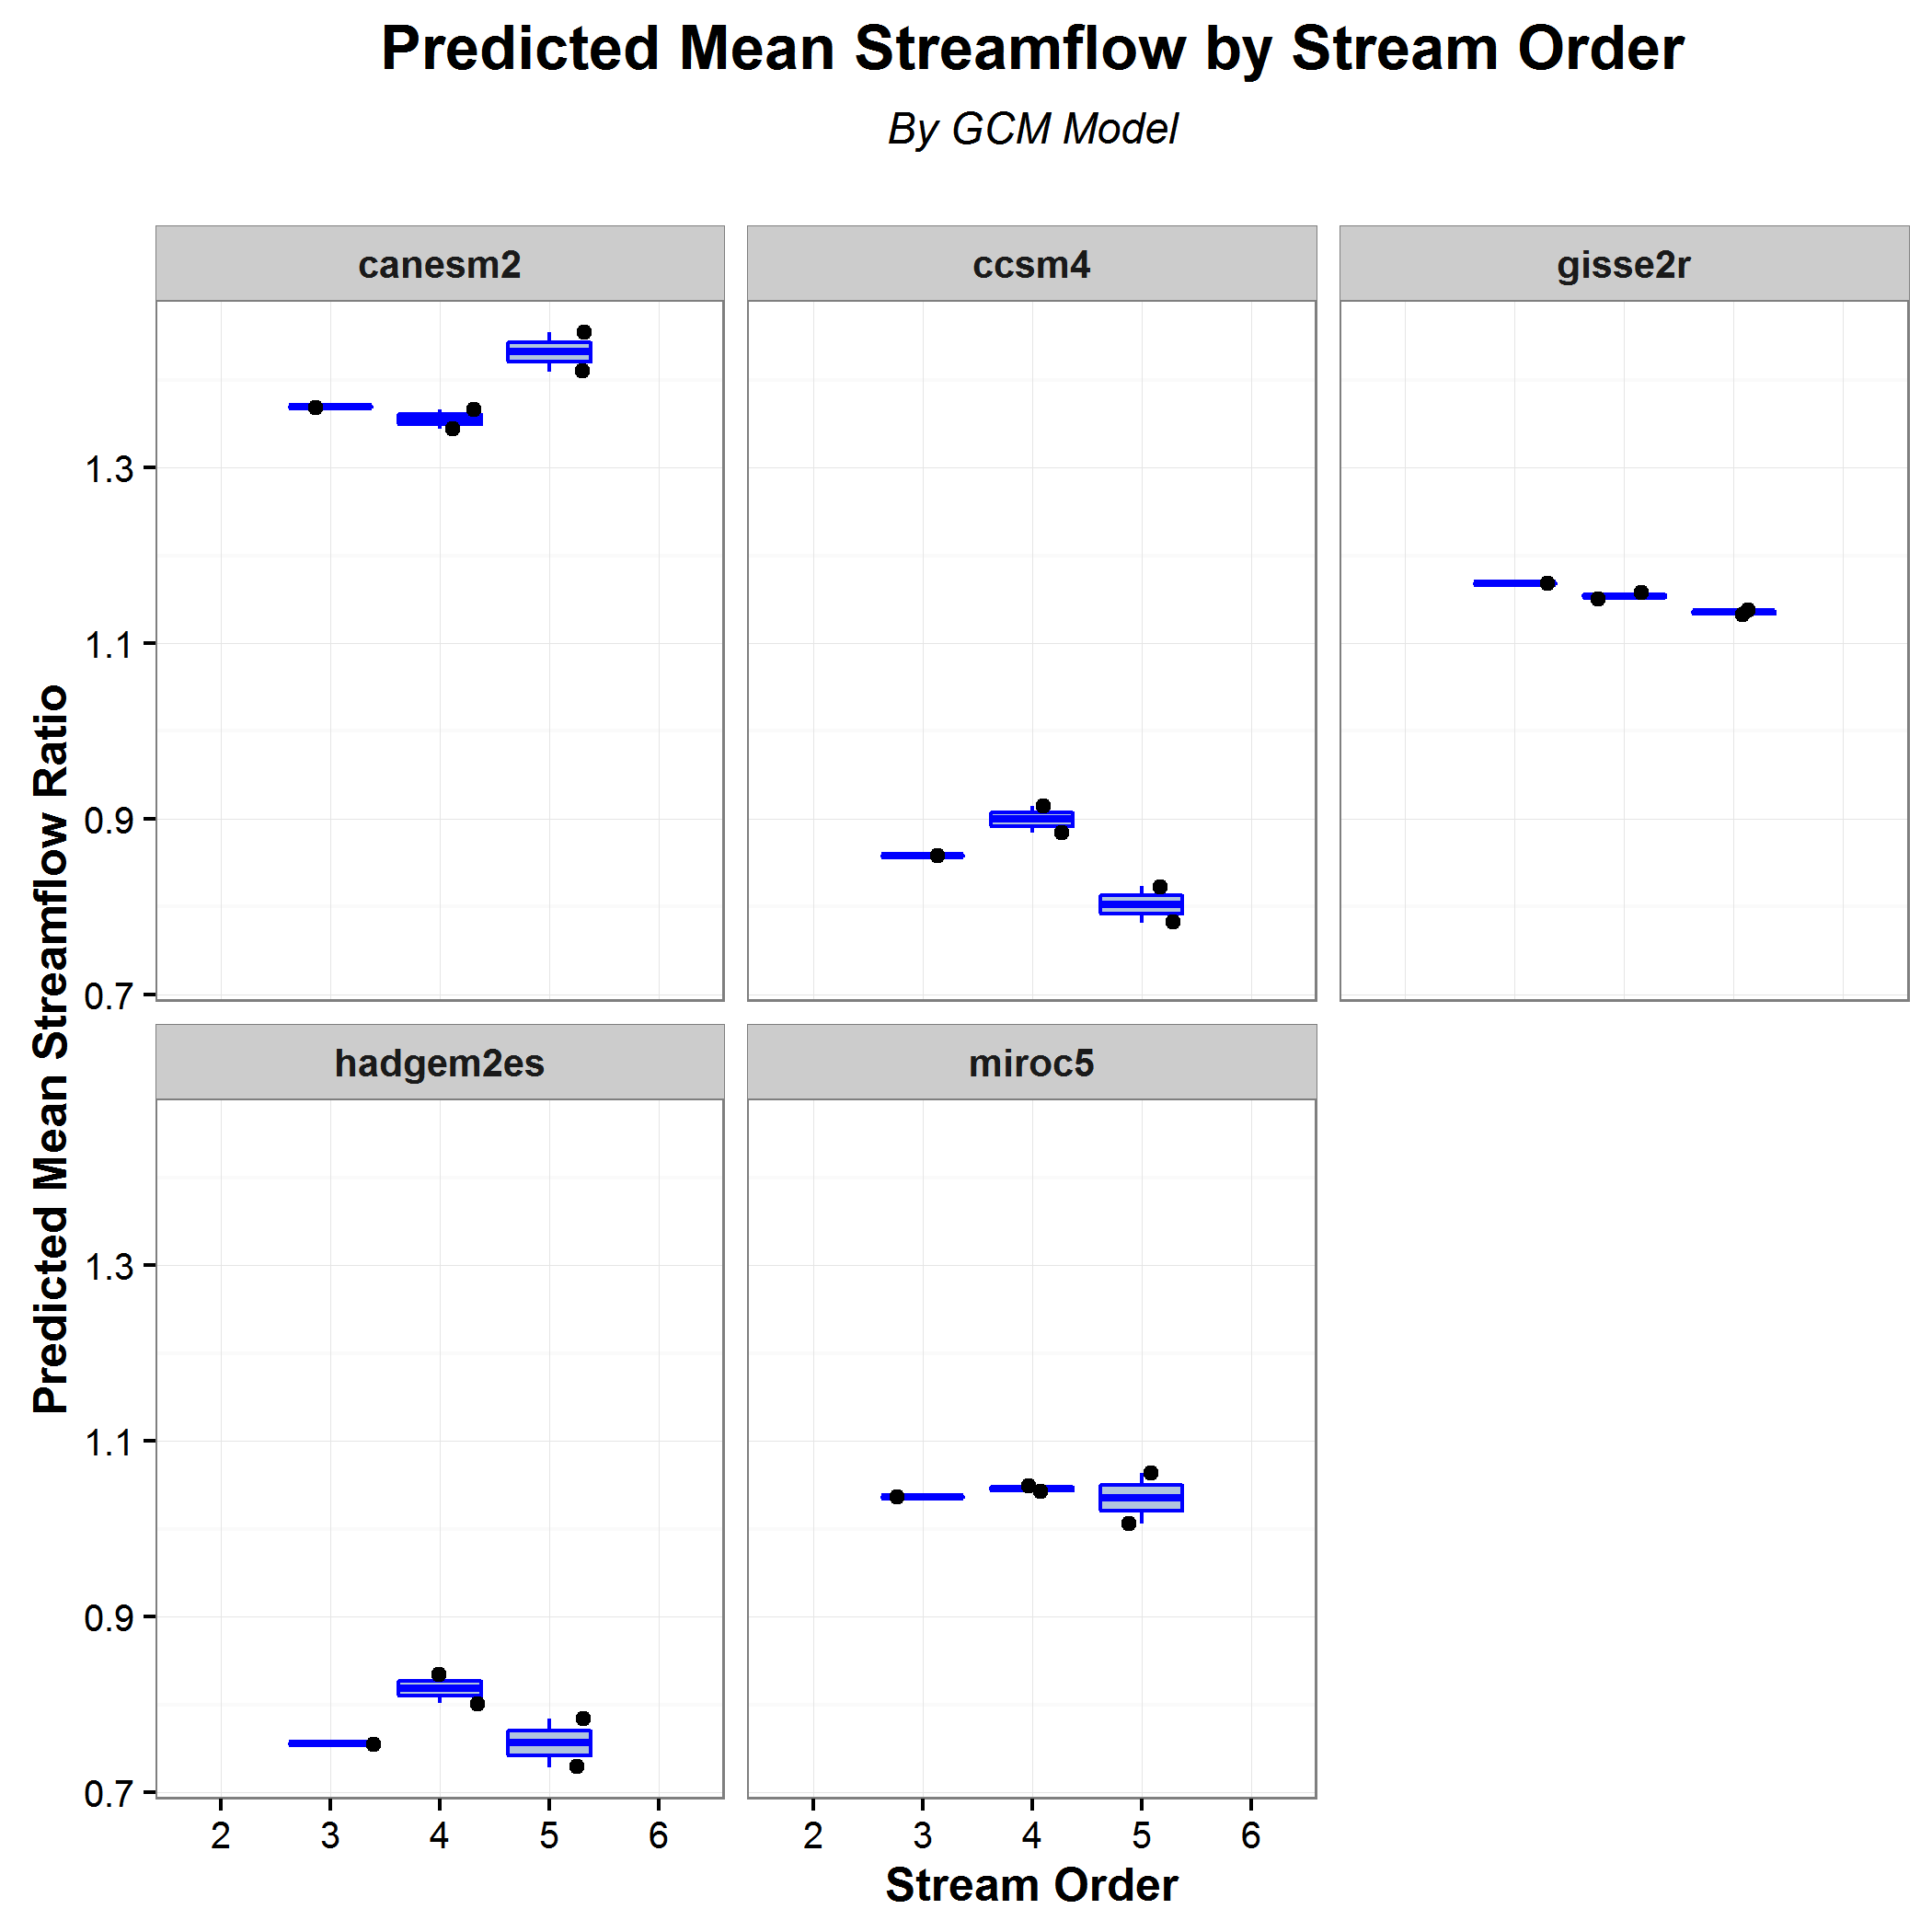 Predicted Mean Streamflow by Stream Order
By GCM Model
canesm2
ccsm4
gisse2r
1.3
1.1
0.9
0.7
Predicted Mean Streamflow Ratio
hadgem2es
miroc5
1.3
1.1
0.9
0.7
2 3 4 5 6
2 3 4 5 6
Stream Order